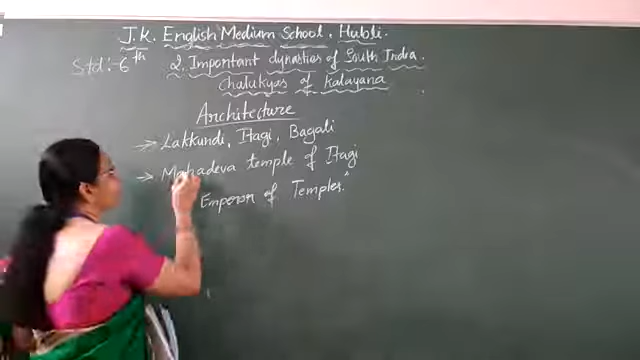 J.K. English Medium School, Hubli.
Std:- 6th 2. Important dynasties of South India.
Chalukyas of Kalayana
Architecture
→ Lakkundi, Itagi, Bagali
→ Mahadeva temple of Itagi
Emperor of Temples."